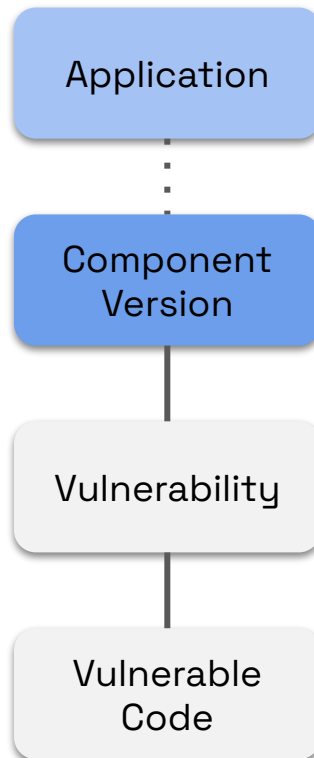 Application
Component
Version
Vulnerability
Vulnerable
Code